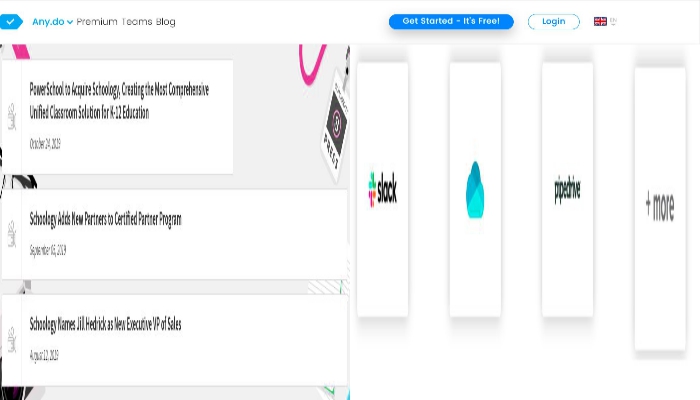 Any.do Premium Teams Blog
Get Started - It's Free!
Login
EN
PowerSchool to Acquire Schoology, Creating the Most Comprehensive
Unified Classroom Solution for K-12 Education
October 24, 2019
Schoology Adds New Partners to Certified Partner Program
September 05, 2019
Schoology Names Jill Hedrick as New Executive VP of Sales
August 22, 2019
PRESS
slack
pipedrive
+ more